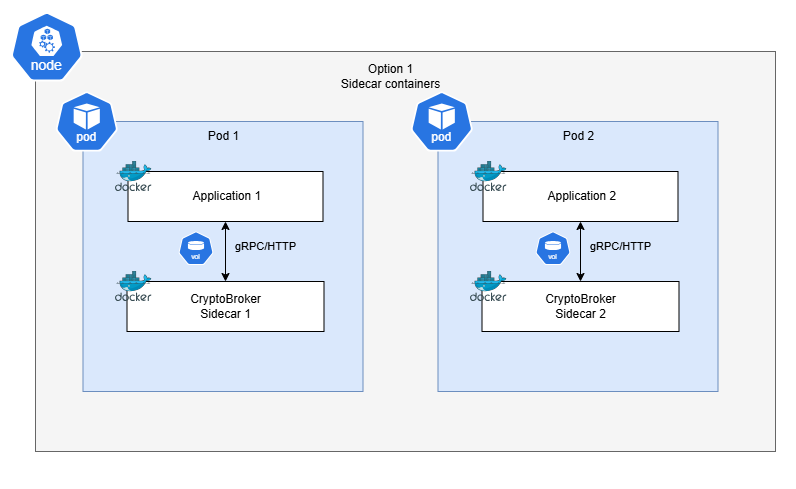 node
Option 1
Sidecar containers
pod
Pod 1
pod
Pod 2
docker
Application 1
docker
Application 2
vol
gRPC/HTTP
vol
gRPC/HTTP
docker
CryptoBroker
Sidecar 1
docker
CryptoBroker
Sidecar 2